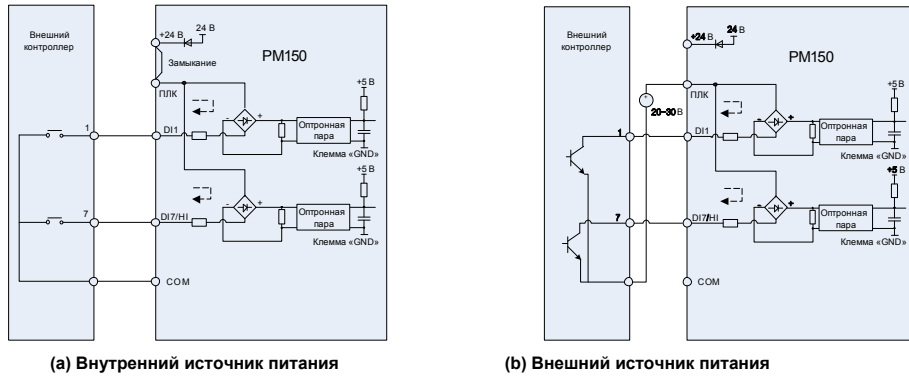 Внешний
контроллер
+24 В
24 В
Замыкание
PM150
ПЛК
+5 В
1
DI1
-
+
Оптронная
пара
Клемма «GND»
+5 В
7
DI7/HI
-
+
Оптронная
пара
Клемма «GND»
COM
(a) Внутренний источник питания
Внешний
контроллер
+24 В
24 В
PM150
ПЛК
+
20~30 В
+5 В
1
DI1
-
+
Оптронная
пара
Клемма «GND»
+5 В
7
DI7/HI
-
+
Оптронная
пара
Клемма «GND»
COM
(b) Внешний источник питания